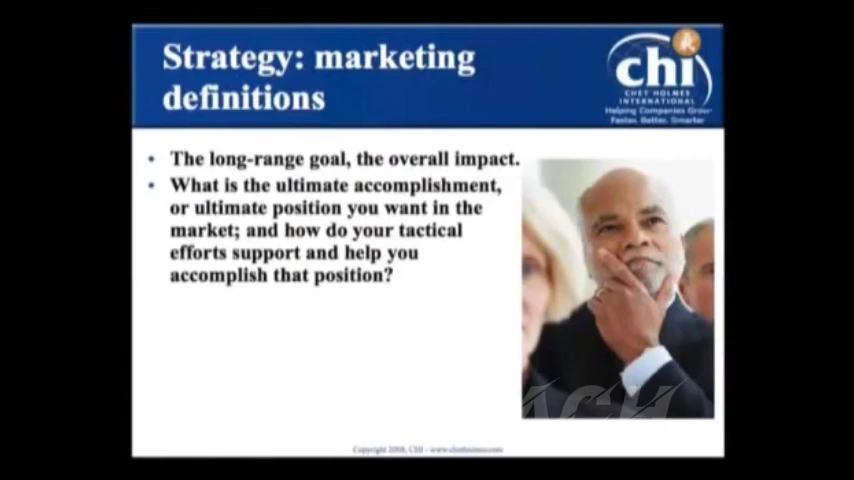 Strategy: marketing
definitions
chi
CHET HOLMES
INTERNATIONAL
Helping Companies Grow
Faster, Better, Smarter
• The long-range goal, the overall impact.
• What is the ultimate accomplishment,
or ultimate position you want in the
market; and how do your tactical
efforts support and help you
accomplish that position?
Copyright 2008, CHI - www.chetholmes.com